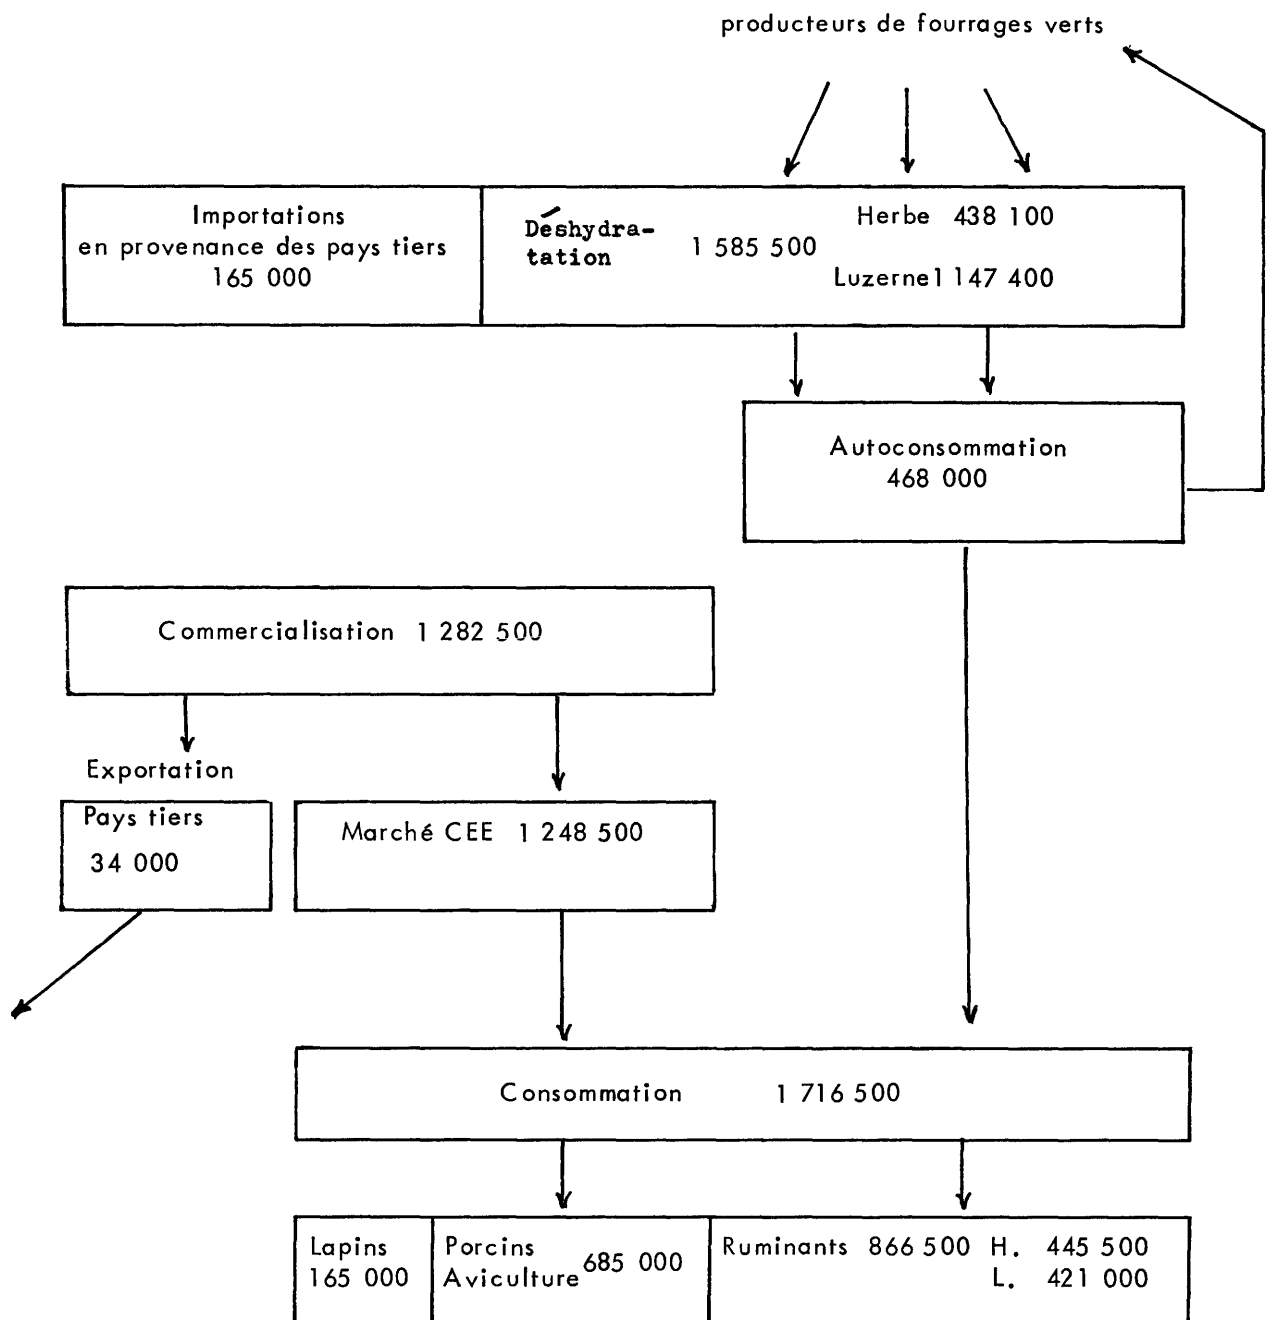 producteurs de fourrages verts
Importations
en provenance des pays tiers
165 000
Déshydra-
tation
1 585 500
Herbe 438 100
Luzerne 1 147 400
Autoconsommation
468 000
Commercialisation 1 282 500
Exportation
Pays tiers
34 000
Marché CEE 1 248 500
Consommation 1 716 500
Lapins
165 000
Porcins
Aviculture
685 000
Ruminants 866 500 H. 445 500
L. 421 000